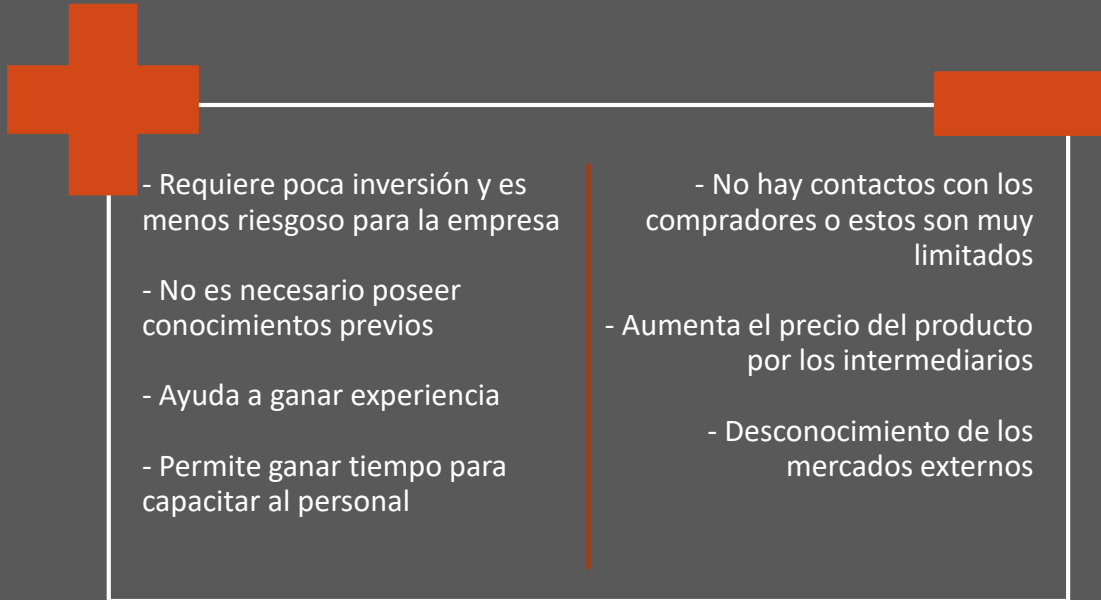 - Requiere poca inversión y es
menos riesgoso para la empresa
- No es necesario poseer
conocimientos previos
- Ayuda a ganar experiencia
- Permite ganar tiempo para
capacitar al personal
- No hay contactos con los
compradores o estos son muy
limitados
- Aumenta el precio del producto
por los intermediarios
- Desconocimiento de los
mercados externos